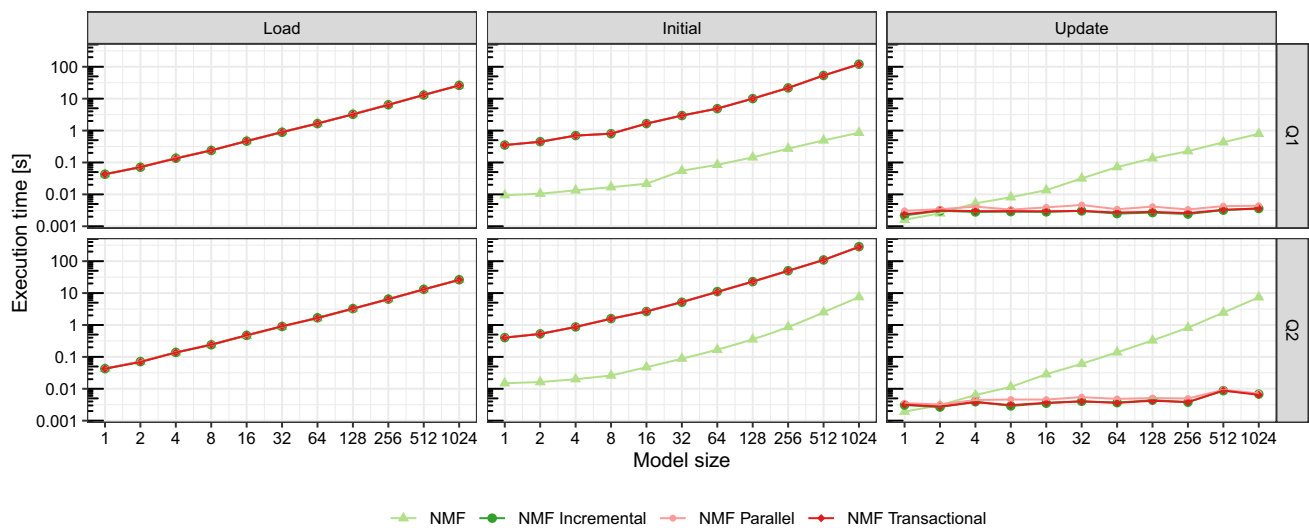 Load Initial Update
Execution time [s]
100
10
1
0.1
0.01
0.001
Q1
100
10
1
0.1
0.01
0.001
Q2
1 2 4 8 16 32 64 128 256 512 1024 1 2 4 8 16 32 64 128 256 512 1024 1 2 4 8 16 32 64 128 256 512 1024
Model size
NMF NMF Incremental NMF Parallel NMF Transactional